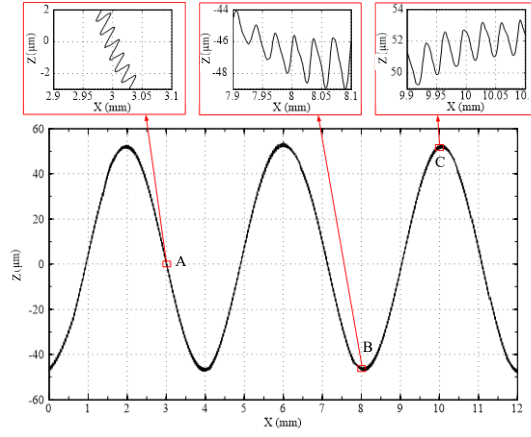 2
0
-2
Z (μm)
2.9 2.95 3 3.05 3.1
X (mm)
-44
-46
-48
Z (μm)
7.9 7.95 8 8.05 8.1
X (mm)
54
52
50
Z (μm)
9.9 9.95 10 10.05 10.
X (mm)
60
40
20
0
-20
-40
-60
Z (μm)
A
B
C
0 1 2 3 4 5 6 7 8 9 10 11 12
X (mm)